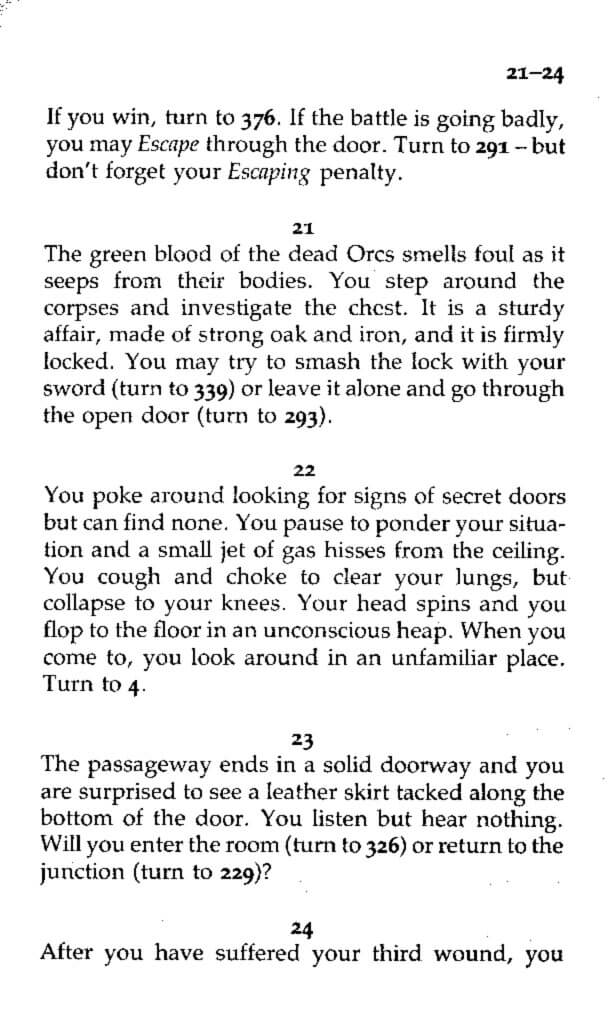 21–24
If you win, turn to 376. If the battle is going badly,
you may Escape through the door. Turn to 291 – but
don't forget your Escaping penalty.
21
The green blood of the dead Orcs smells foul as it
seeps from their bodies. You step around the
corpses and investigate the chest. It is a sturdy
affair, made of strong oak and iron, and it is firmly
locked. You may try to smash the lock with your
sword (turn to 339) or leave it alone and go through
the open door (turn to 293).
22
You poke around looking for signs of secret doors
but can find none. You pause to ponder your situa-
tion and a small jet of gas hisses from the ceiling.
You cough and choke to clear your lungs, but
collapse to your knees. Your head spins and you
flop to the floor in an unconscious heap. When you
come to, you look around in an unfamiliar place.
Turn to 4.
23
The passageway ends in a solid doorway and you
are surprised to see a leather skirt tacked along the
bottom of the door. You listen but hear nothing.
Will you enter the room (turn to 326) or return to the
junction (turn to 229)?
24
After you have suffered your third wound, you